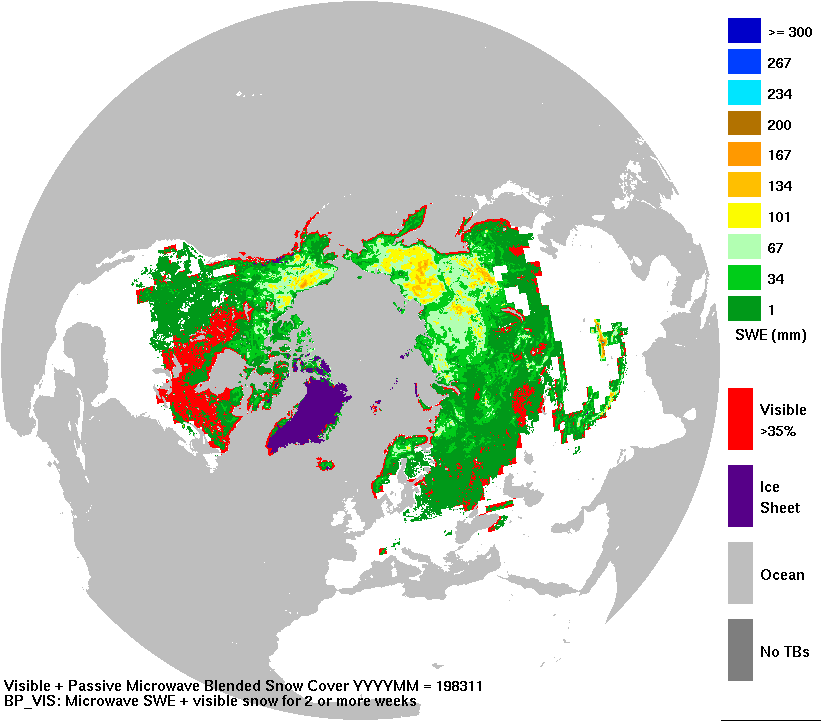 >= 300
267
234
200
167
134
101
67
34
1
SWE (mm)
Visible
>35%
Ice
Sheet
Ocean
No TBs
Visible + Passive Microwave Blended Snow Cover YYYYMM = 198311
BP_VIS: Microwave SWE + visible snow for 2 or more weeks